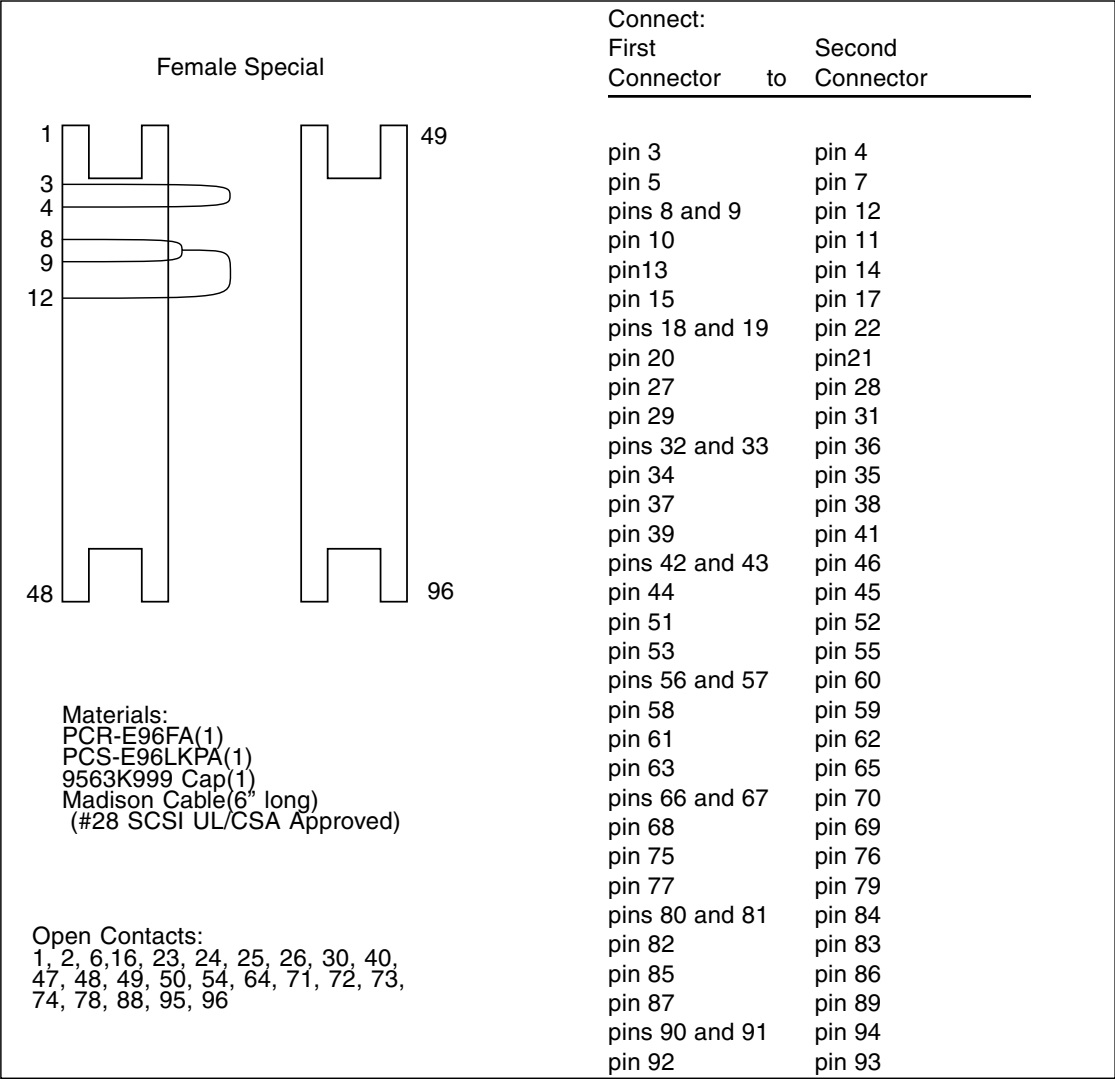 Female Special
1
3
4
8
9
12
48
49
96
Materials:
PCR-E96FA(1)
PCS-E96LKPA(1)
9563K999 Cap(1)
Madison Cable(6” long)
(#28 SCSI UL/CSA Approved)
Open Contacts:
1, 2, 6,16, 23, 24, 25, 26, 30, 40,
47, 48, 49, 50, 54, 64, 71, 72, 73,
74, 78, 88, 95, 96
Connect:
First Second
Connector to Connector
pin 3 pin 4
pin 5 pin 7
pins 8 and 9 pin 12
pin 10 pin 11
pin13 pin 14
pin 15 pin 17
pins 18 and 19 pin 22
pin 20 pin21
pin 27 pin 28
pin 29 pin 31
pins 32 and 33 pin 36
pin 34 pin 35
pin 37 pin 38
pin 39 pin 41
pins 42 and 43 pin 46
pin 44 pin 45
pin 51 pin 52
pin 53 pin 55
pins 56 and 57 pin 60
pin 58 pin 59
pin 61 pin 62
pin 63 pin 65
pins 66 and 67 pin 70
pin 68 pin 69
pin 75 pin 76
pin 77 pin 79
pins 80 and 81 pin 84
pin 82 pin 83
pin 85 pin 86
pin 87 pin 89
pins 90 and 91 pin 94
pin 92 pin 93